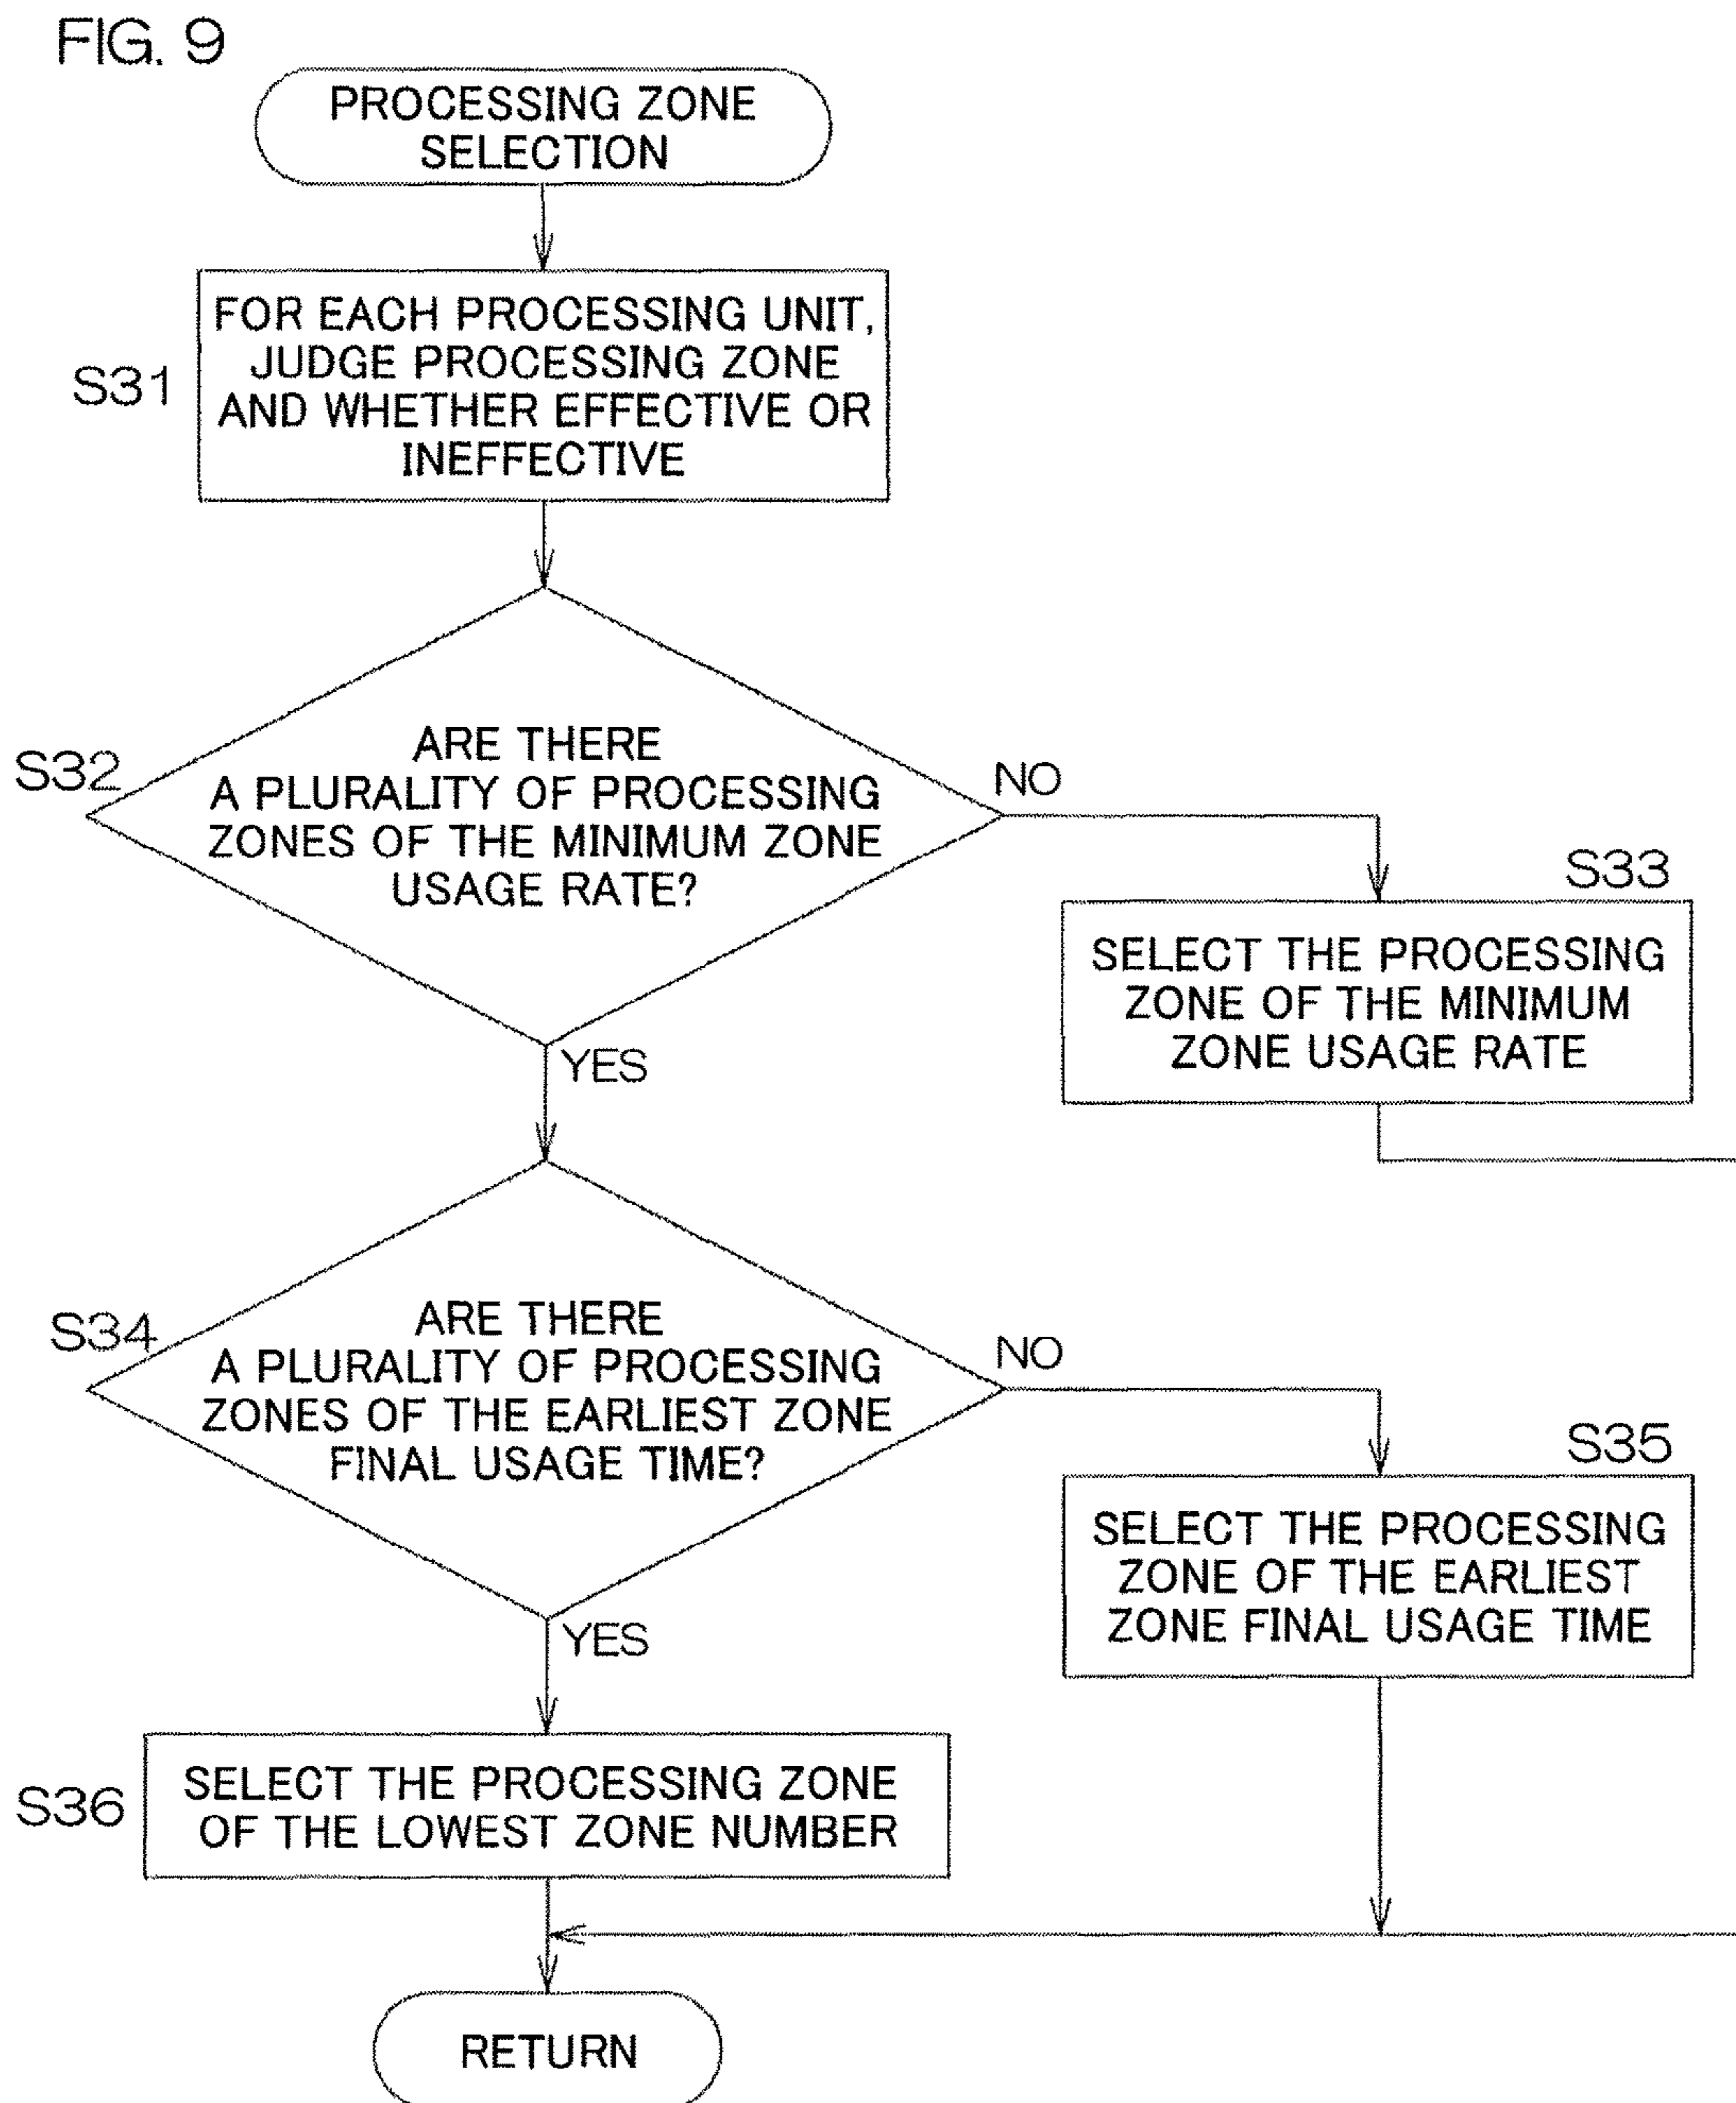 FIG. 9
PROCESSING ZONE
SELECTION
S31
FOR EACH PROCESSING UNIT,
JUDGE PROCESSING ZONE
AND WHETHER EFFECTIVE OR
INEFFECTIVE
S32
ARE THERE
A PLURALITY OF PROCESSING
ZONES OF THE MINIMUM ZONE
USAGE RATE?
NO
S33
SELECT THE PROCESSING
ZONE OF THE MINIMUM
ZONE USAGE RATE
YES
S34
ARE THERE
A PLURALITY OF PROCESSING
ZONES OF THE EARLIEST ZONE
FINAL USAGE TIME?
NO
S35
SELECT THE PROCESSING
ZONE OF THE EARLIEST
ZONE FINAL USAGE TIME
YES
S36
SELECT THE PROCESSING ZONE
OF THE LOWEST ZONE NUMBER
RETURN